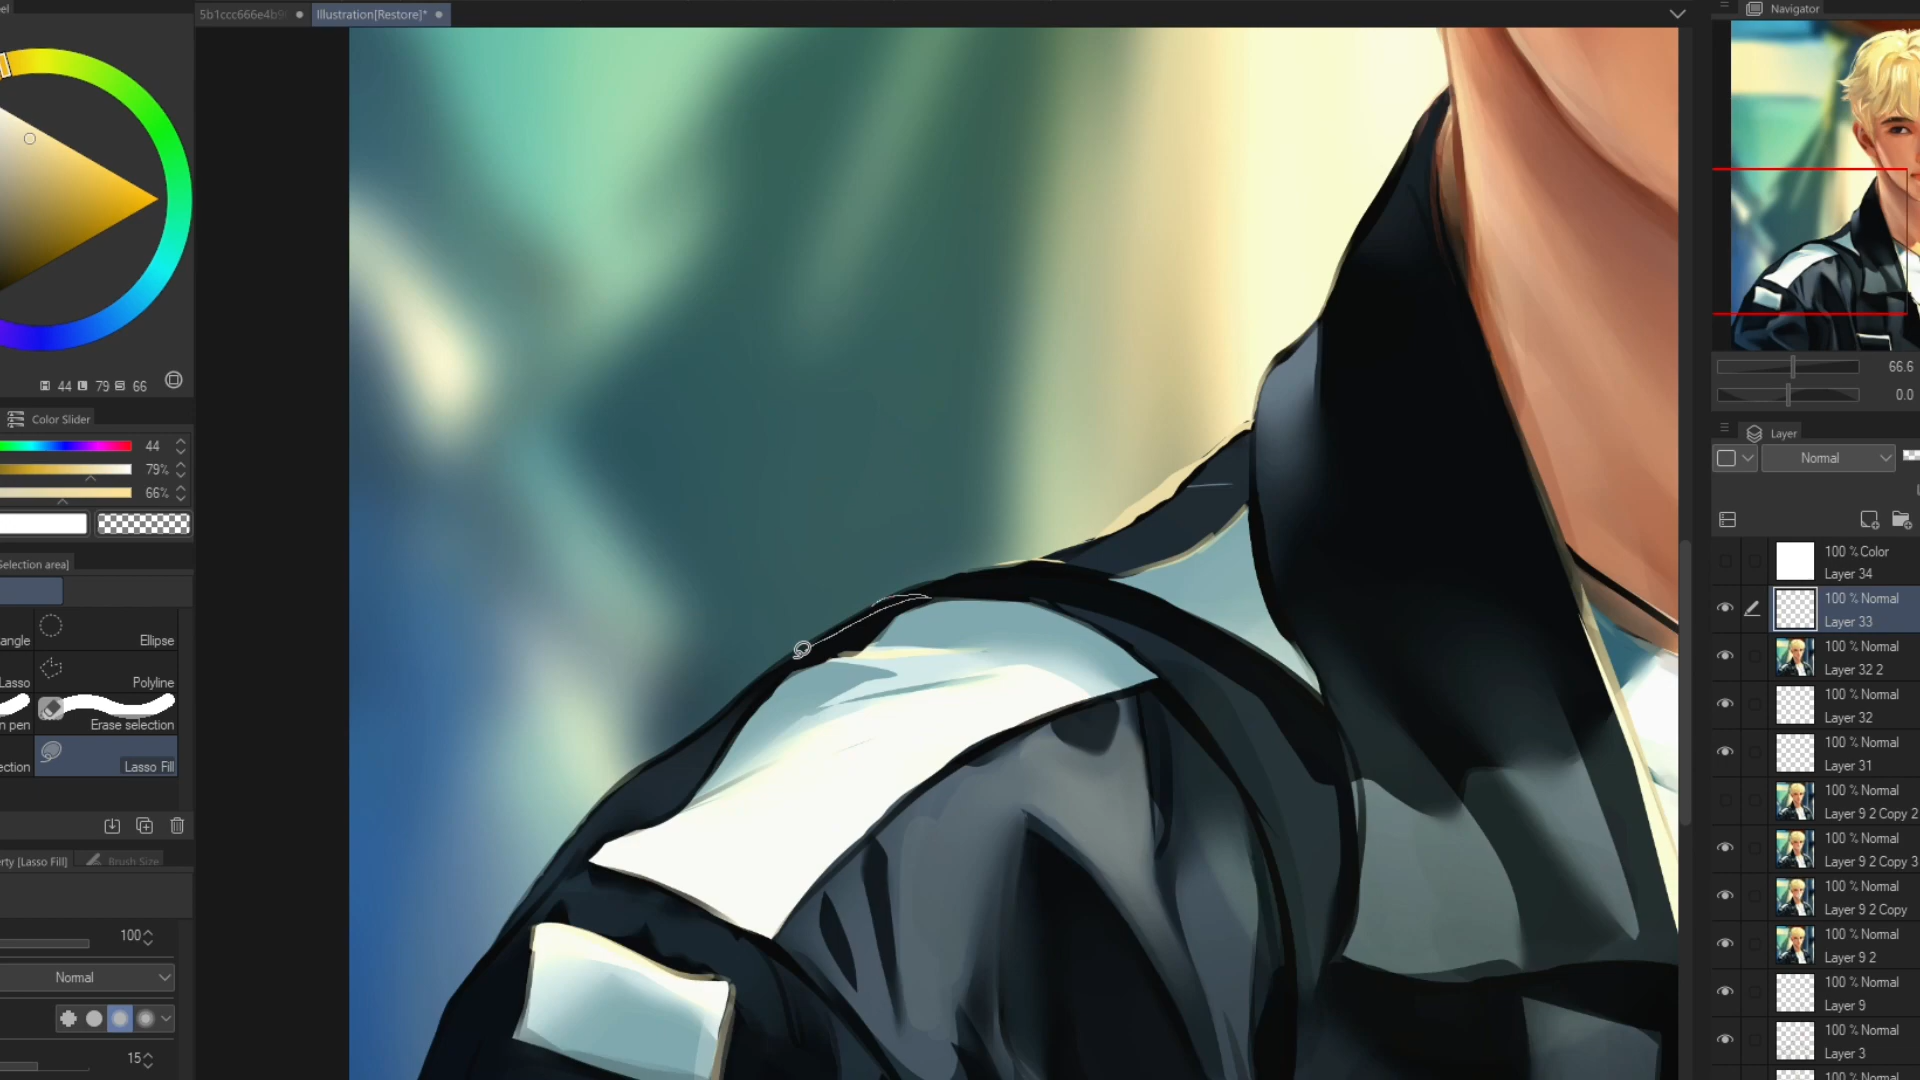 5b1ccc666e4b9
Illustration[Restore]*
Navigator
44 79 66
66.6
0.0
Color Slider
44
79%
66%
Layer
Normal
Selection area]
Ellipse
Lasso
Polyline
Erase selection
Lasso Fill
[Lasso Fill]
Brush Size
100
Normal
15
100 % Color
Layer 34
100 % Normal
Layer 33
100 % Normal
Layer 32 2
100 % Normal
Layer 32
100 % Normal
Layer 31
100 % Normal
Layer 9 2 Copy 2
100 % Normal
Layer 9 2 Copy 3
100 % Normal
Layer 9 2 Copy
100 % Normal
Layer 9 2
100 % Normal
Layer 9
100 % Normal
Layer 3
100 % Normal